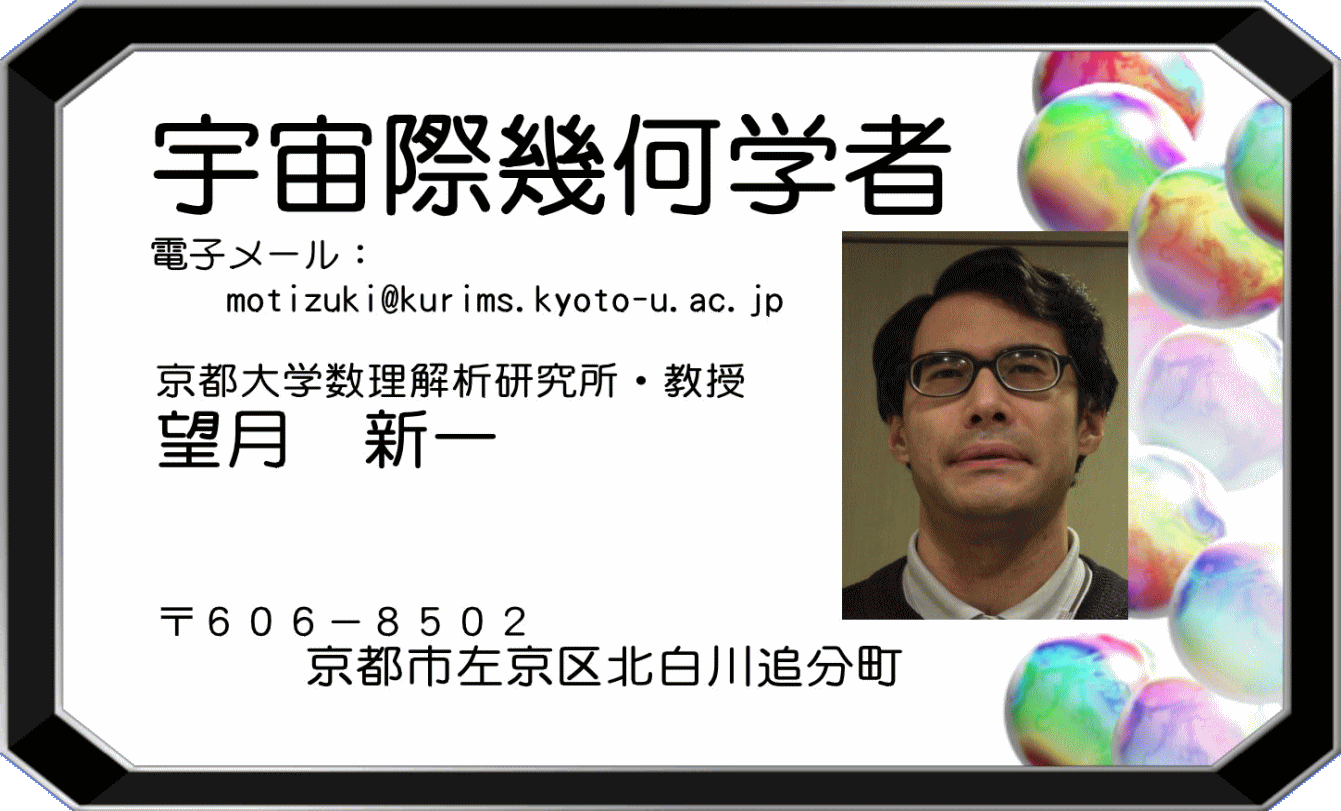 宇宙際幾何学者
電子メール：
motizuki@kurims.kyoto-u.ac.jp
京都大学数理解析研究所・教授
望月　新一
〒６０６－８５０２
京都市左京区北白川追分町